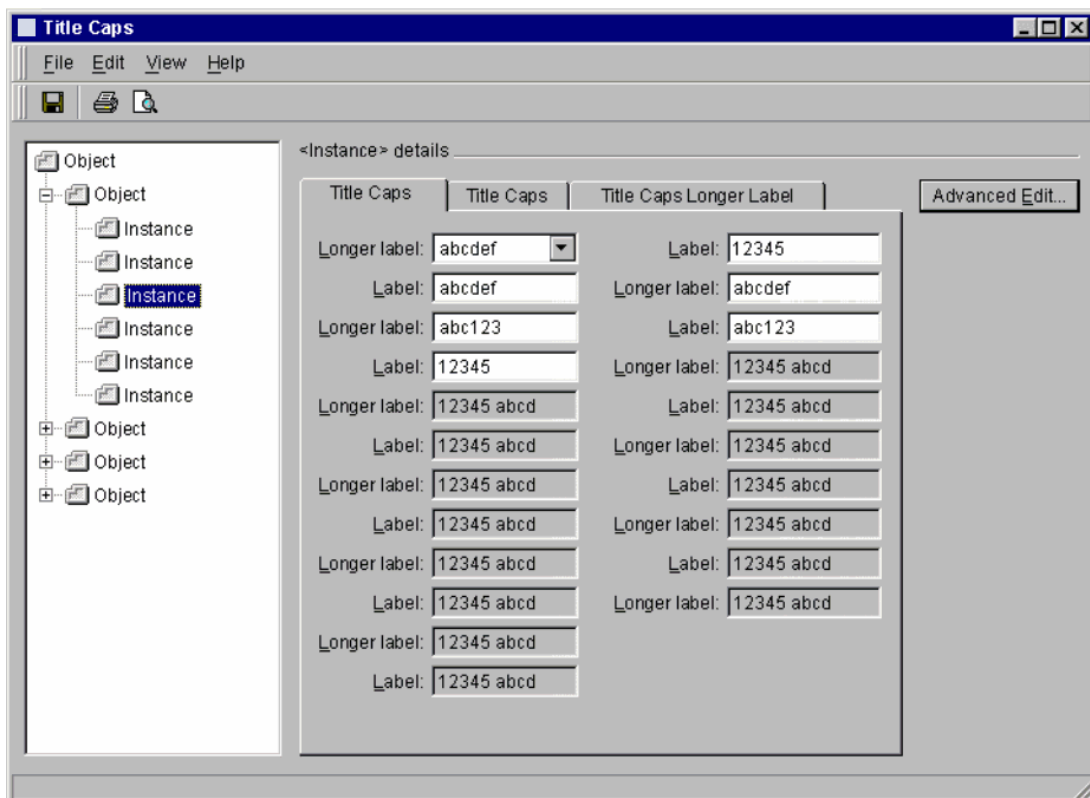 Title Caps
File Edit View Help
Object
Object
Instance
Instance
Instance
Instance
Instance
Instance
Object
Object
Object
<Instance> details
Title Caps Title Caps Title Caps Longer Label
Advanced Edit...
Longer label: abcdef Label: 12345
Label: abcdef Longer label: abcdef
Longer label: abc123 Label: abc123
Label: 12345 Longer label: 12345 abcd
Longer label: 12345 abcd Label: 12345 abcd
Label: 12345 abcd Longer label: 12345 abcd
Longer label: 12345 abcd Label: 12345 abcd
Label: 12345 abcd Longer label: 12345 abcd
Longer label: 12345 abcd Label: 12345 abcd
Label: 12345 abcd Longer label: 12345 abcd
Longer label: 12345 abcd
Label: 12345 abcd